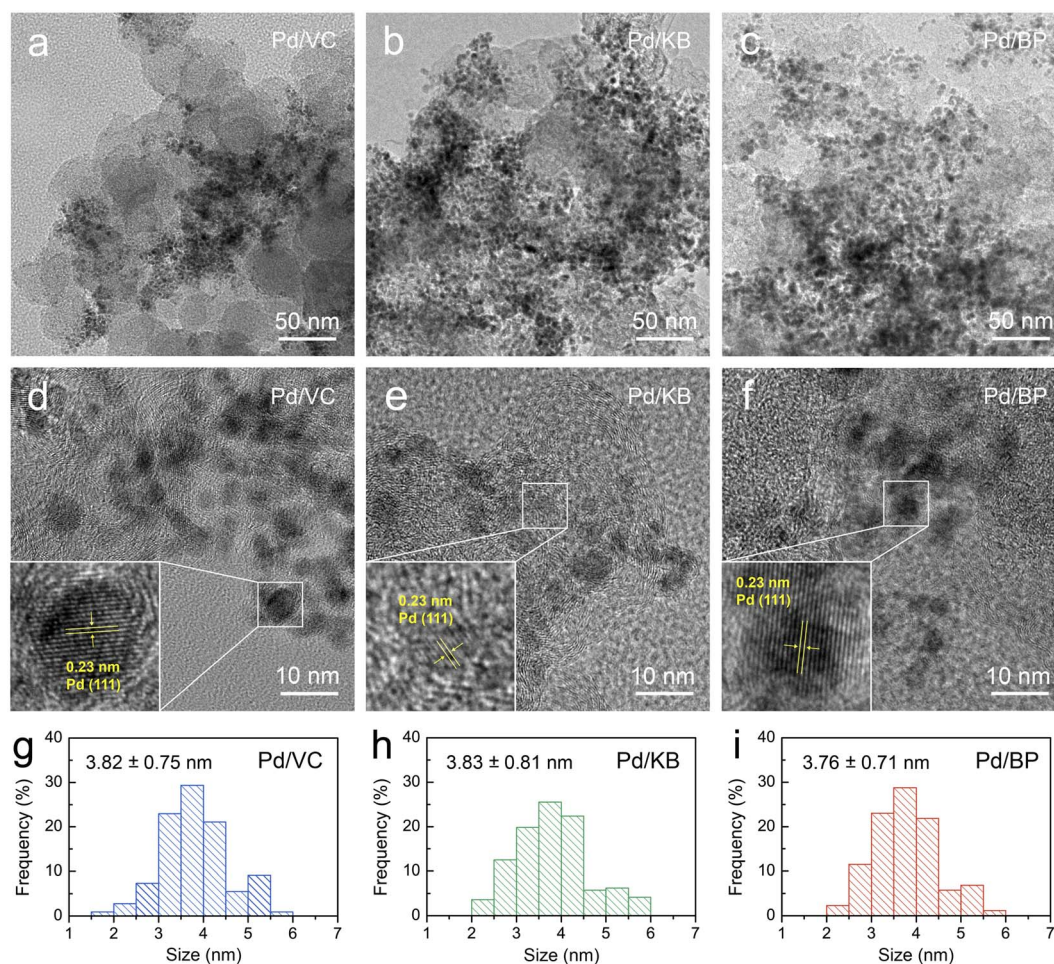 a
Pd/VC
50 nm
b
Pd/KB
50 nm
c
Pd/BP
50 nm
d
Pd/VC
0.23 nm
Pd (111)
10 nm
e
Pd/KB
0.23 nm
Pd (111)
10 nm
f
Pd/BP
0.23 nm
Pd (111)
10 nm
g
3.82 ± 0.75 nm
Pd/VC
Frequency (%)
40
30
20
10
0
1 2 3 4 5 6 7
Size (nm)
h
3.83 ± 0.81 nm
Pd/KB
Frequency (%)
40
30
20
10
0
1 2 3 4 5 6 7
Size (nm)
i
3.76 ± 0.71 nm
Pd/BP
Frequency (%)
40
30
20
10
0
1 2 3 4 5 6 7
Size (nm)